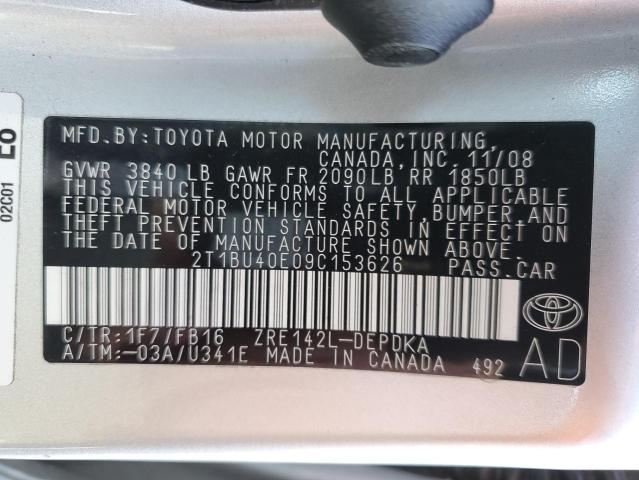 MFD.BY:TOYOTA MOTOR MANUFACTURING,
CANADA,INC.11/08
GVWR 3840 LB GAWR FR 2090LB RR 1850LB
THIS VEHICLE CONFORMS TO ALL APPLICABLE
FEDERAL MOTOR VEHICLE SAFETY,BUMPER,AND
THEFT PREVENTION STANDARDS IN EFFECT ON
THE DATE OF MANUFACTURE SHOWN ABOVE.
2T1BU40E09C153626 PASS.CAR
C/TR:1F7/FB16 ZRE142L-DEPDKA
A/TM:-03A/U341E MADE IN CANADA 492
AD
02C01